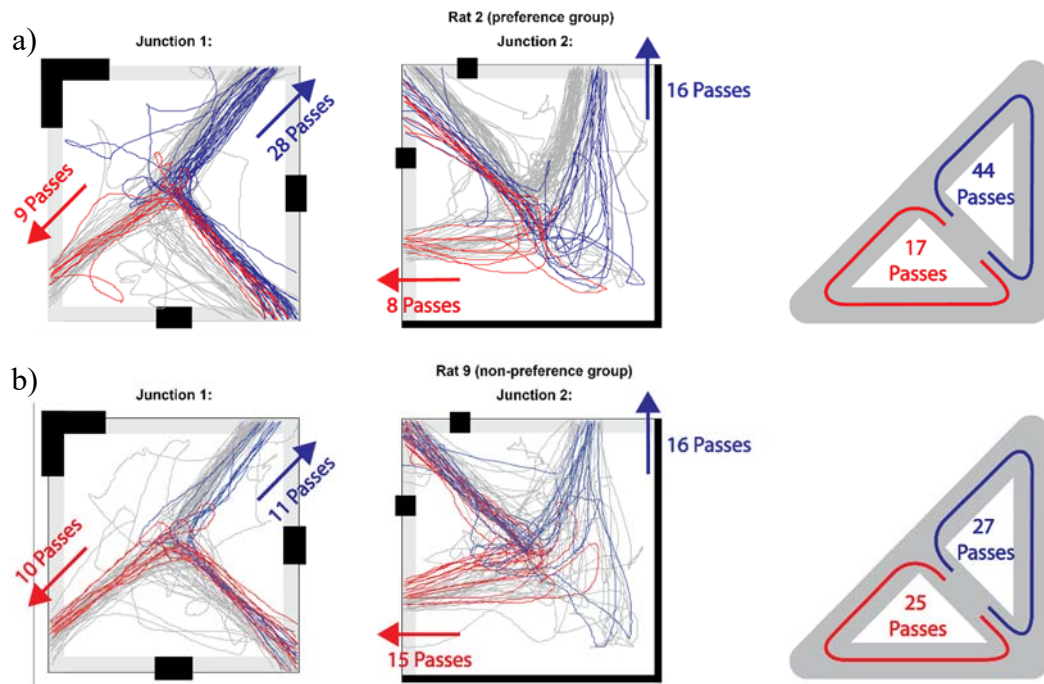 Rat 2 (preference group)
a)
Junction 1:
Junction 2:
28 Passes
9 Passes
16 Passes
8 Passes
44
Passes
17
Passes
Rat 9 (non-preference group)
b)
Junction 1:
Junction 2:
11 Passes
10 Passes
16 Passes
15 Passes
27
Passes
25
Passes